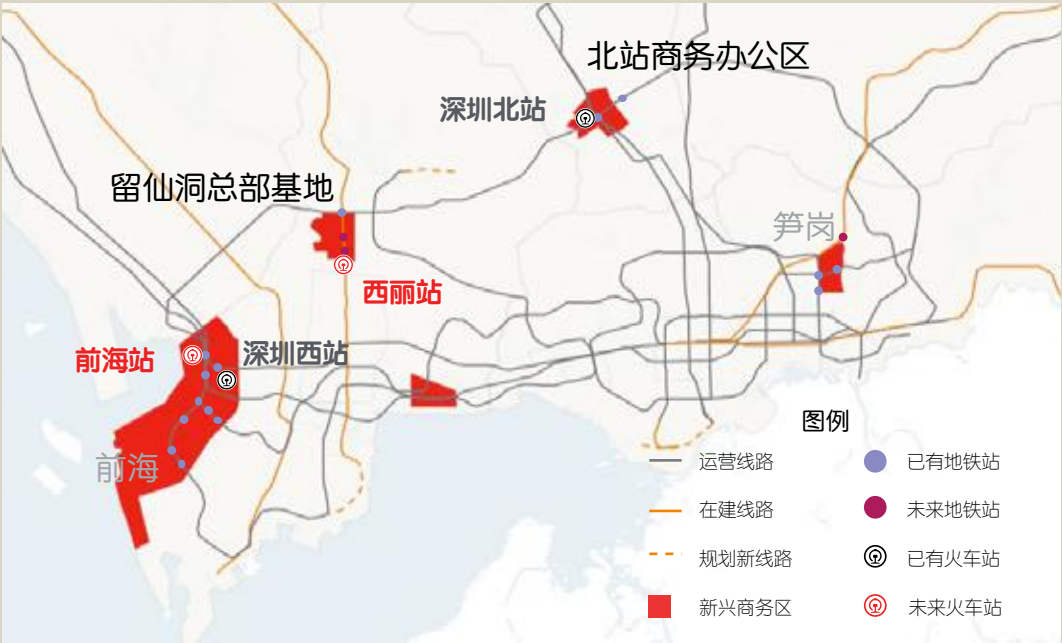 北站商务办公区
深圳北站
留仙洞总部基地
笋岗
西丽站
前海站
深圳西站
前海
图例
运营线路
已有地铁站
在建线路
未来地铁站
规划新线路
已有火车站
新兴商务区
未来火车站